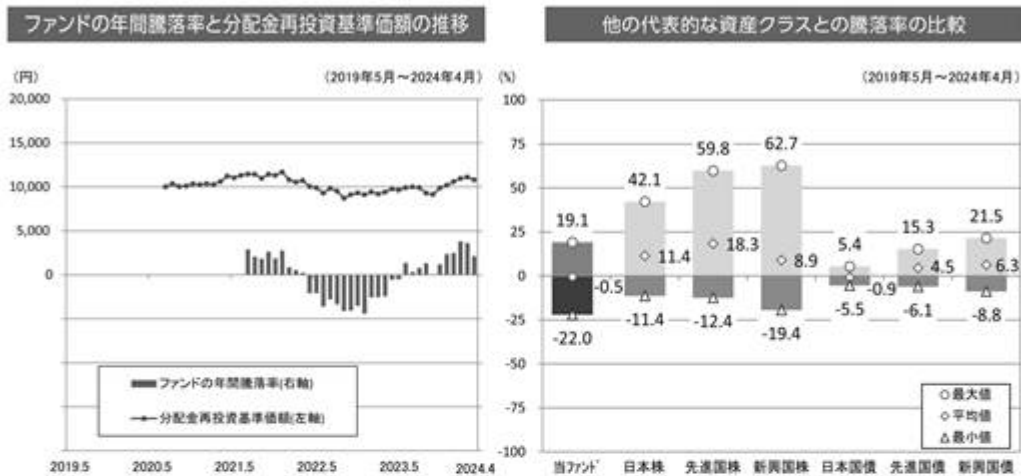 ファンドの年間騰落率と分配金再投資基準価額の推移
(円)
(2019年5月～2024年4月)
20,000
15,000
10,000
5,000
0
ファンドの年間騰落率(右軸)
分配金再投資基準価額(左軸)
2019.5 2020.5 2021.5 2022.5 2023.5 2024.4
他の代表的な資産クラスとの騰落率の比較
(%)
(2019年5月～2024年4月)
100
75
50
25
0
-25
-50
-75
-100
19.1 42.1 59.8 62.7 5.4 15.3 21.5
-0.5 11.4 18.3 8.9 -0.9 4.5 6.3
-22.0 -11.4 -12.4 -19.4 -5.5 -6.1 -8.8
最大値
平均値
最小値
当ファンド 日本株 先進国株 新興国株 日本国債 先進国債 新興国債